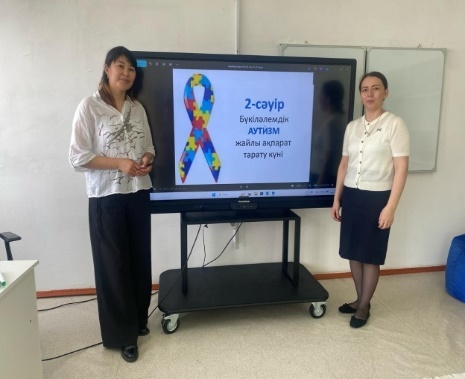 2-сәуір
Бүкіләлемдік
АУТИЗМ
жайлы ақпарат
тарату күні